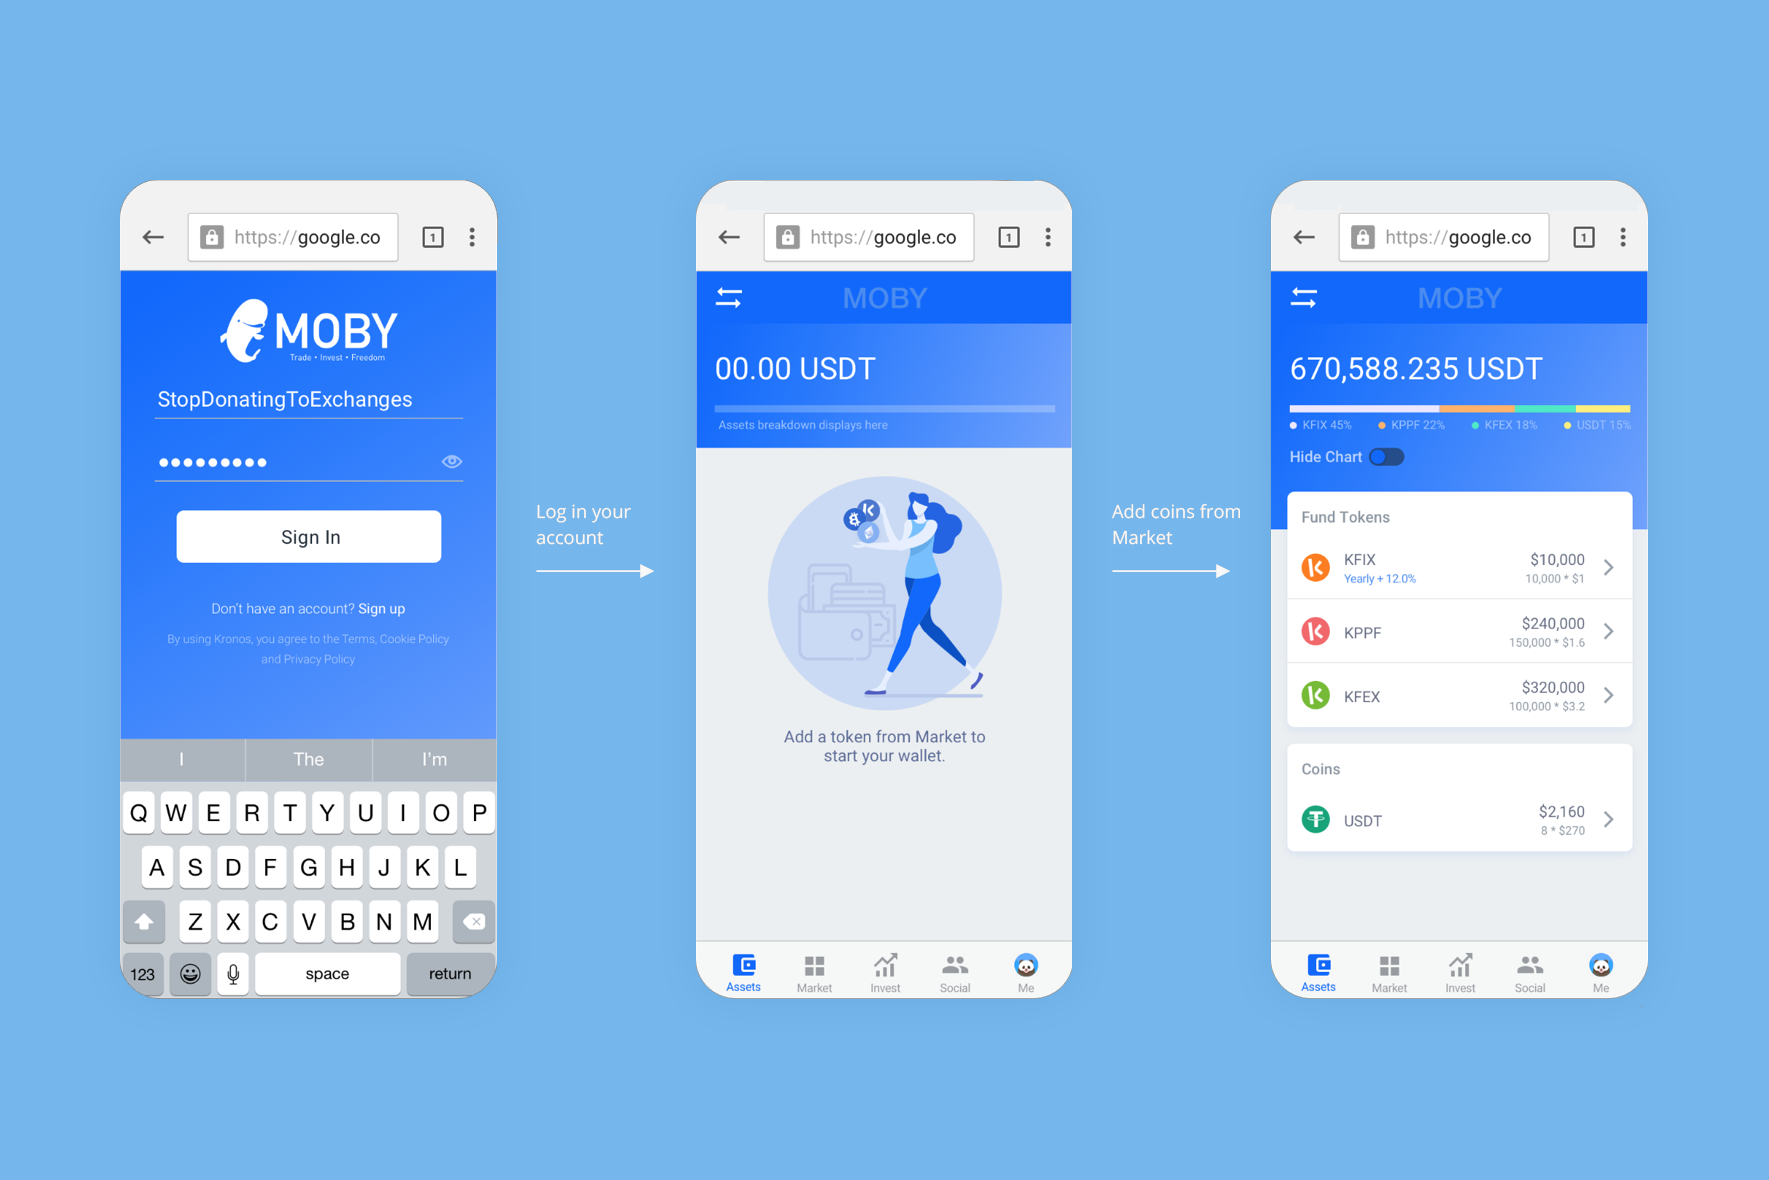 https://google.co
1
MOBY
Trade • Invest • Freedom
StopDonatingToExchanges
Sign In
Don't have an account? Sign up
By using Kronos, you agree to the Terms, Cookie Policy
and Privacy Policy
I The I'm
Q W E R T Y U I O P
A S D F G H J K L
Z X C V B N M
123 space return
Log in your
account
https://google.co
1
MOBY
00.00 USDT
Assets breakdown displays here
Add a token from Market to
start your wallet.
Assets Market Invest Social Me
Add coins from
Market
https://google.co
1
MOBY
670,588.235 USDT
KFIX 45% KPPF 22% KFEX 18% USDT 15%
Hide Chart
Fund Tokens
KFIX $10,000
Yearly + 12.0% 10,000 * $1
KPPF $240,000
150,000 * $1.6
KFEX $320,000
100,000 * $3.2
Coins
USDT $2,160
8 * $270
Assets Market Invest Social Me